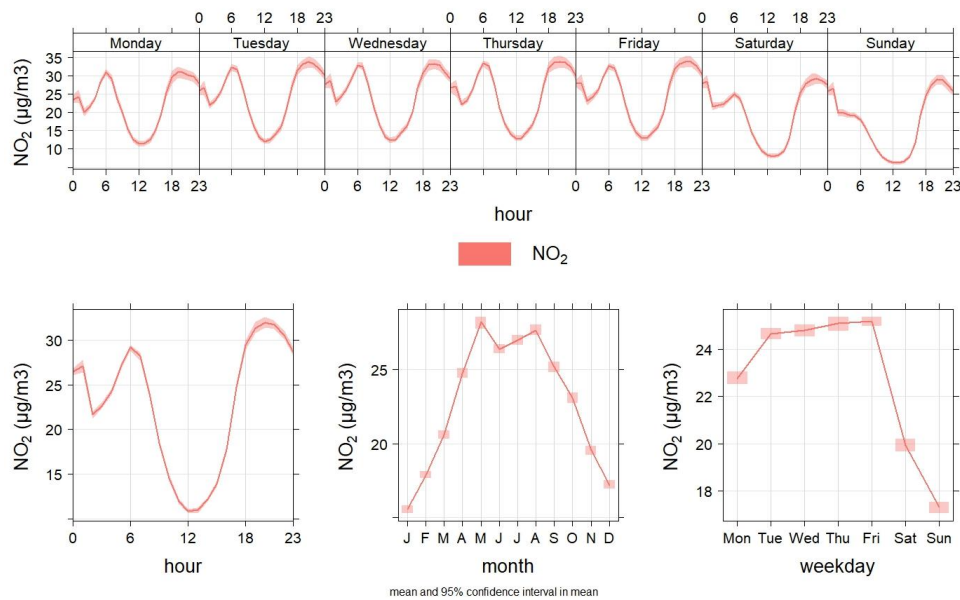 0 6 12 18 23 0 6 12 18 23 0 6 12 18 23
Monday Tuesday Wednesday Thursday Friday Saturday Sunday
NO₂ (µg/m3)
35
30
25
20
15
10
0 6 12 18 23 0 6 12 18 23 0 6 12 18 23 0 6 12 18 23
hour
NO₂
NO₂ (µg/m3)
30
25
20
15
0 6 12 18 23
hour
NO₂ (µg/m3)
25
20
J F M A M J J A S O N D
month
NO₂ (µg/m3)
24
22
20
18
Mon Tue Wed Thu Fri Sat Sun
weekday
mean and 95% confidence interval in mean